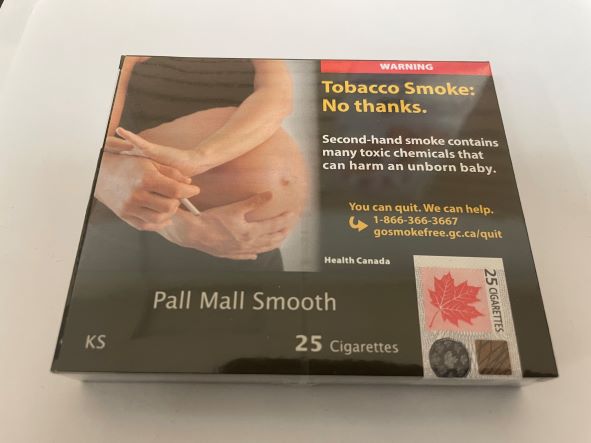 WARNING
Tobacco Smoke:
No thanks.
Second-hand smoke contains
many toxic chemicals that
can harm an unborn baby.
You can quit. We can help.
1-866-366-3667
gosmokefree.gc.ca/quit
Health Canada
Pall Mall Smooth
KS
25 Cigarettes
25 CIGARETTES